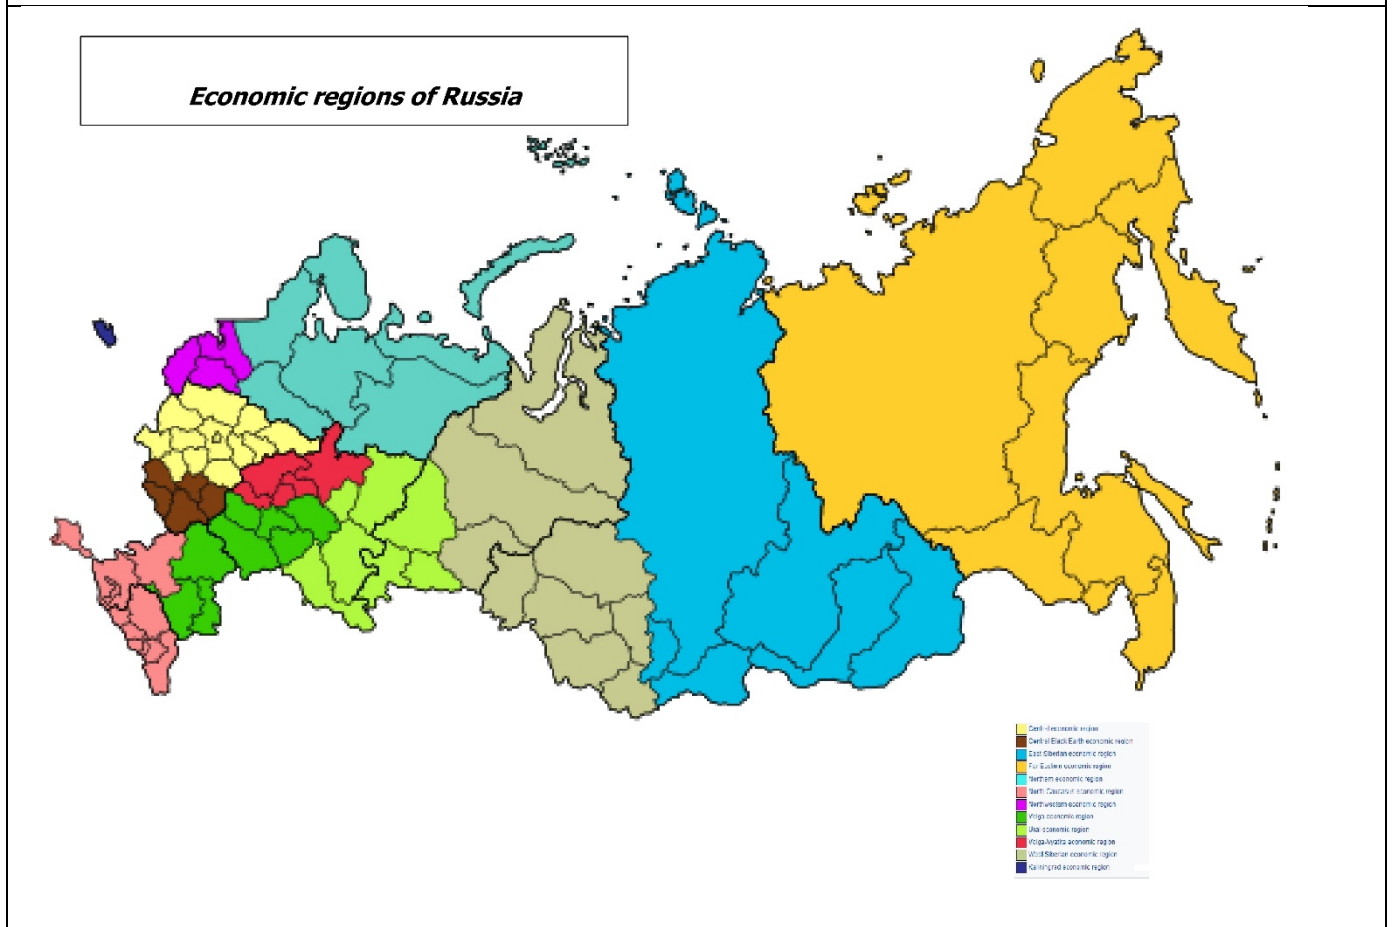 Economic regions of Russia
Central economic region
Central Black Earth economic region
East Siberian economic region
Far Eastern economic region
Northern economic region
North Caucasus economic region
Northwestern economic region
Volga economic region
Ural economic region
Volga-Vyatka economic region
West Siberian economic region
Kaliningrad economic region